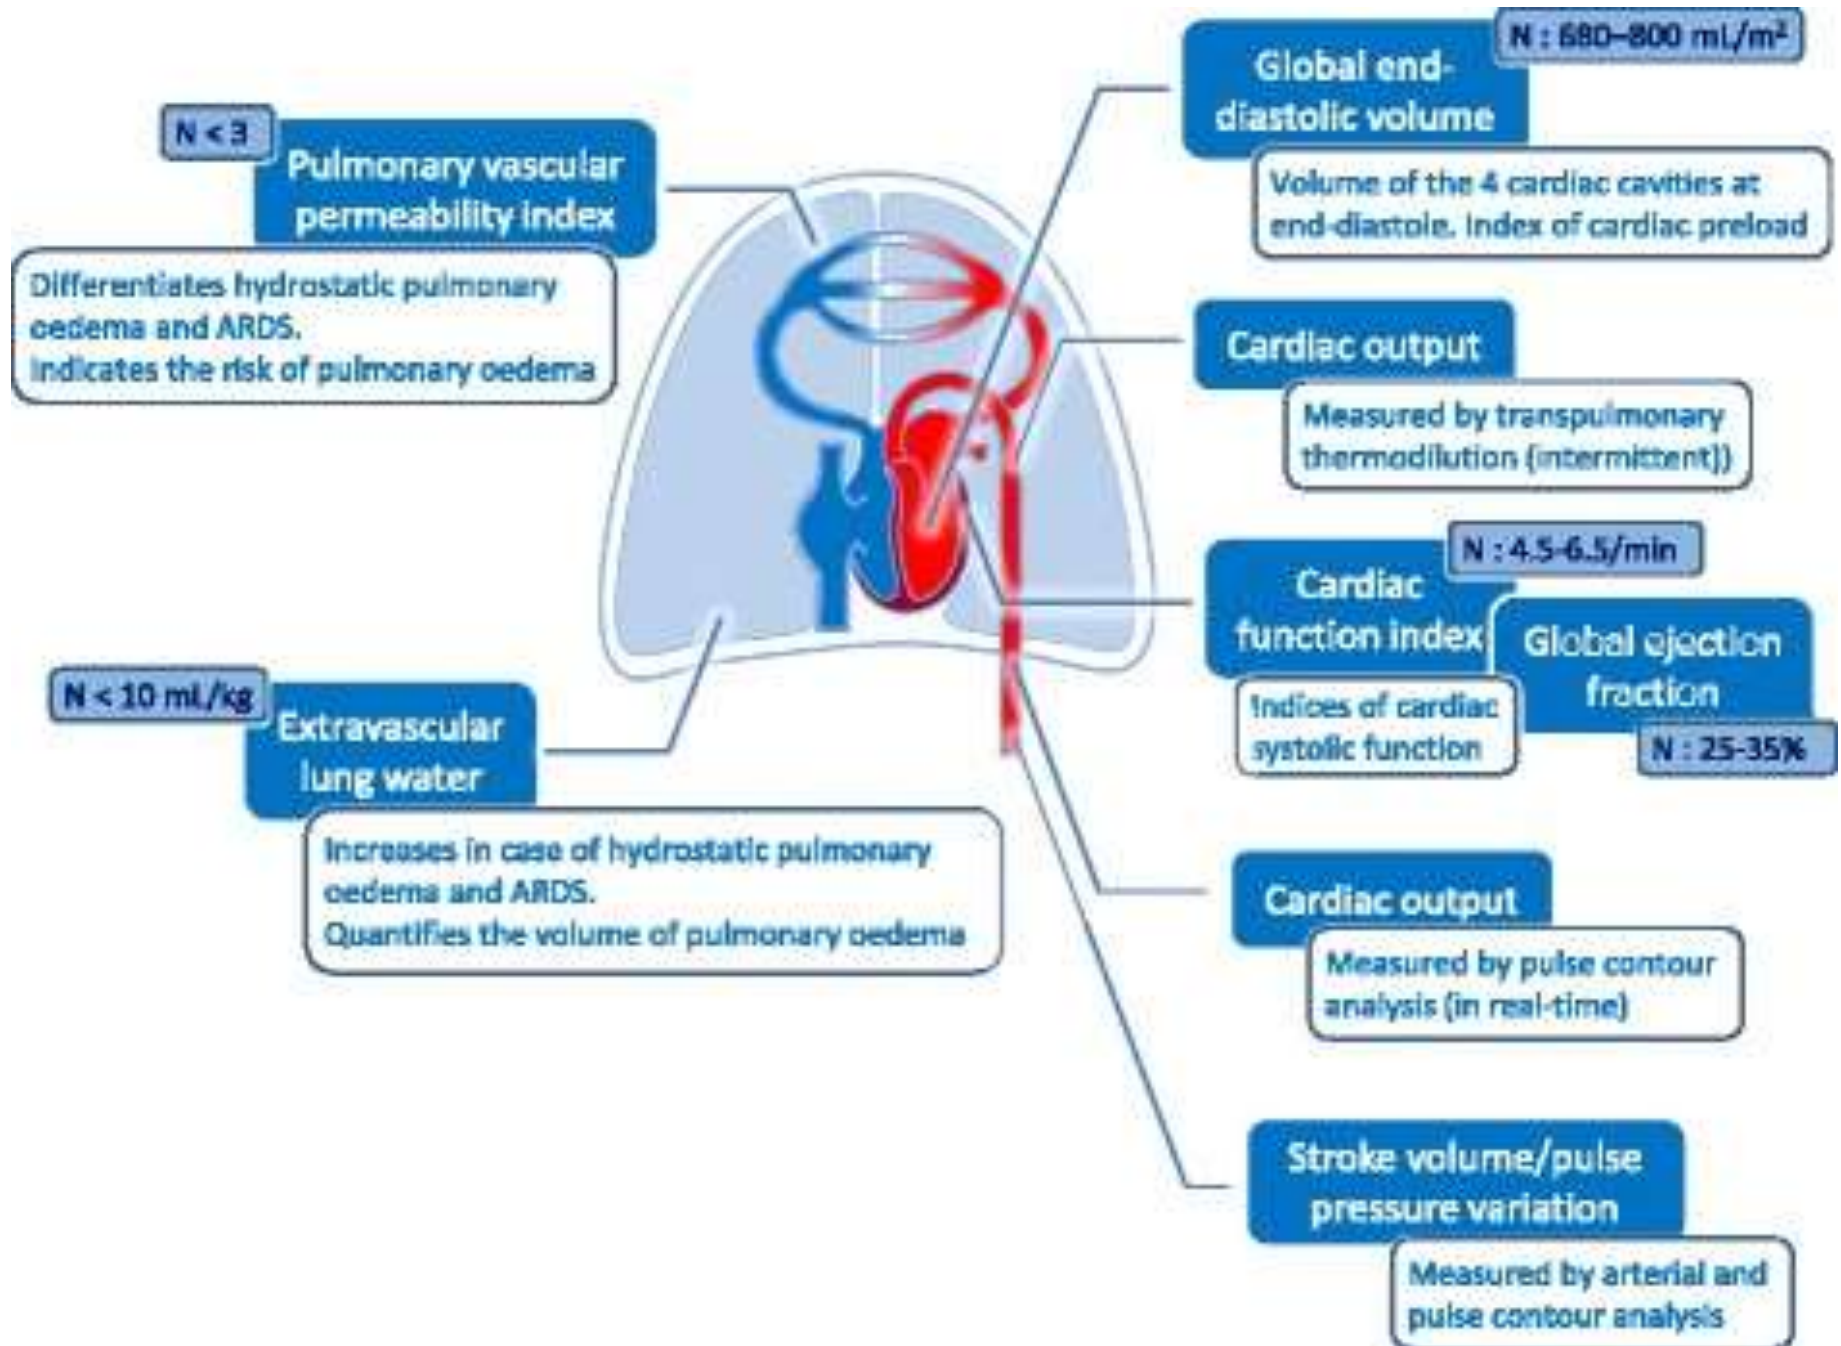 N < 3
Pulmonary vascular
permeability index
Differentiates hydrostatic pulmonary
oedema and ARDS.
Indicates the risk of pulmonary oedema
N < 10 mL/kg
Extravascular
lung water
Increases in case of hydrostatic pulmonary
oedema and ARDS.
Quantifies the volume of pulmonary oedema
N : 680–800 mL/m²
Global end-
diastolic volume
Volume of the 4 cardiac cavities at
end-diastole. Index of cardiac preload
Cardiac output
Measured by transpulmonary
thermodilution (intermittent))
N : 4.5-6.5/min
Cardiac
function index
Global ejection
fraction
N : 25-35%
Indices of cardiac
systolic function
Cardiac output
Measured by pulse contour
analysis (in real-time)
Stroke volume/pulse
pressure variation
Measured by arterial and
pulse contour analysis